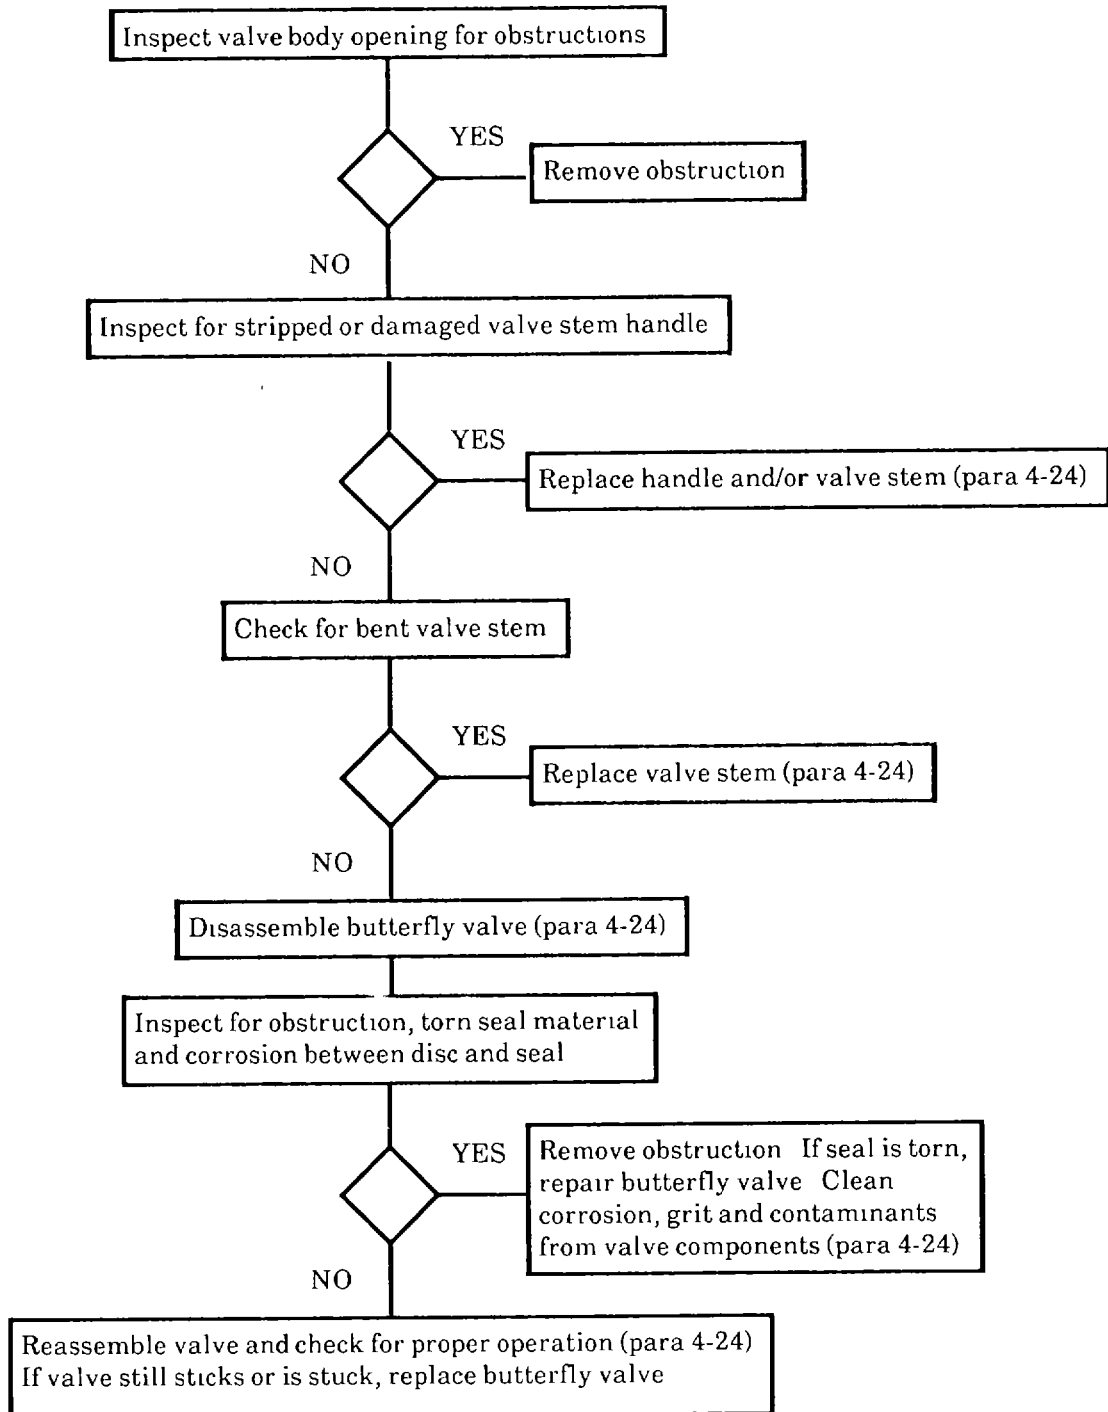 Inspect valve body opening for obstructions
YES
Remove obstruction
NO
Inspect for stripped or damaged valve stem handle
YES
Replace handle and/or valve stem (para 4-24)
NO
Check for bent valve stem
YES
Replace valve stem (para 4-24)
NO
Disassemble butterfly valve (para 4-24)
Inspect for obstruction, torn seal material
and corrosion between disc and seal
YES
Remove obstruction If seal is torn,
repair butterfly valve Clean
corrosion, grit and contaminants
from valve components (para 4-24)
NO
Reassemble valve and check for proper operation (para 4-24)
If valve still sticks or is stuck, replace butterfly valve